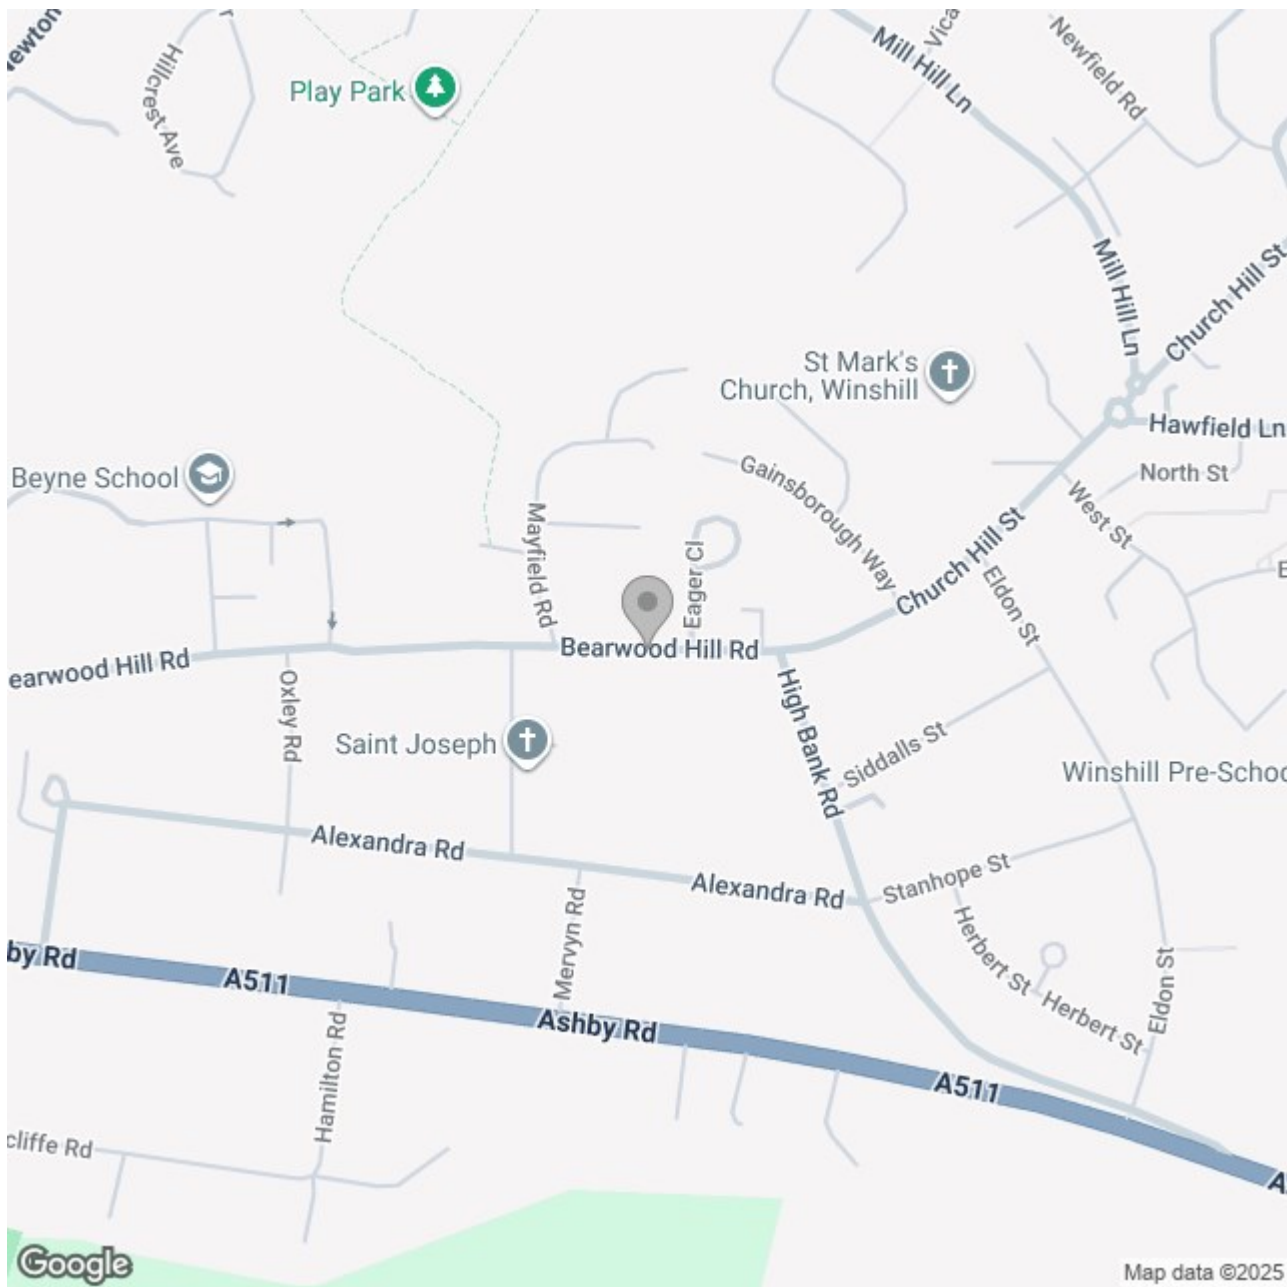 Newton
Hillcrest Ave
Play Park
Mill Hill Ln
Newfield Rd
Mill Hill Ln
Church Hill St
St Mark's
Church, Winshill
Hawfield Ln
North St
West St
Beyne School
Gainsborough Way
Mayfield Rd
Eager Cl
Church Hill St
Eldon St
Bearwood Hill Rd
earwood Hill Rd
Oxley Rd
Saint Joseph
High Bank Rd
Siddalls St
Winshill Pre-Schoo
Alexandra Rd
Alexandra Rd
Stanhope St
Mervyn Rd
Herbert St
Herbert St
Eldon St
by Rd
A511
Ashby Rd
A511
Hamilton Rd
cliffe Rd
Google
Map data ©2025